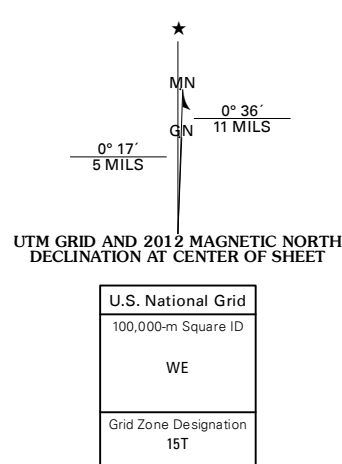 ★
MN
0° 36´
11 MILS
GN
0° 17´
5 MILS
UTM GRID AND 2012 MAGNETIC NORTH
DECLINATION AT CENTER OF SHEET
U.S. National Grid
100,000-m Square ID
WE
Grid Zone Designation
15T